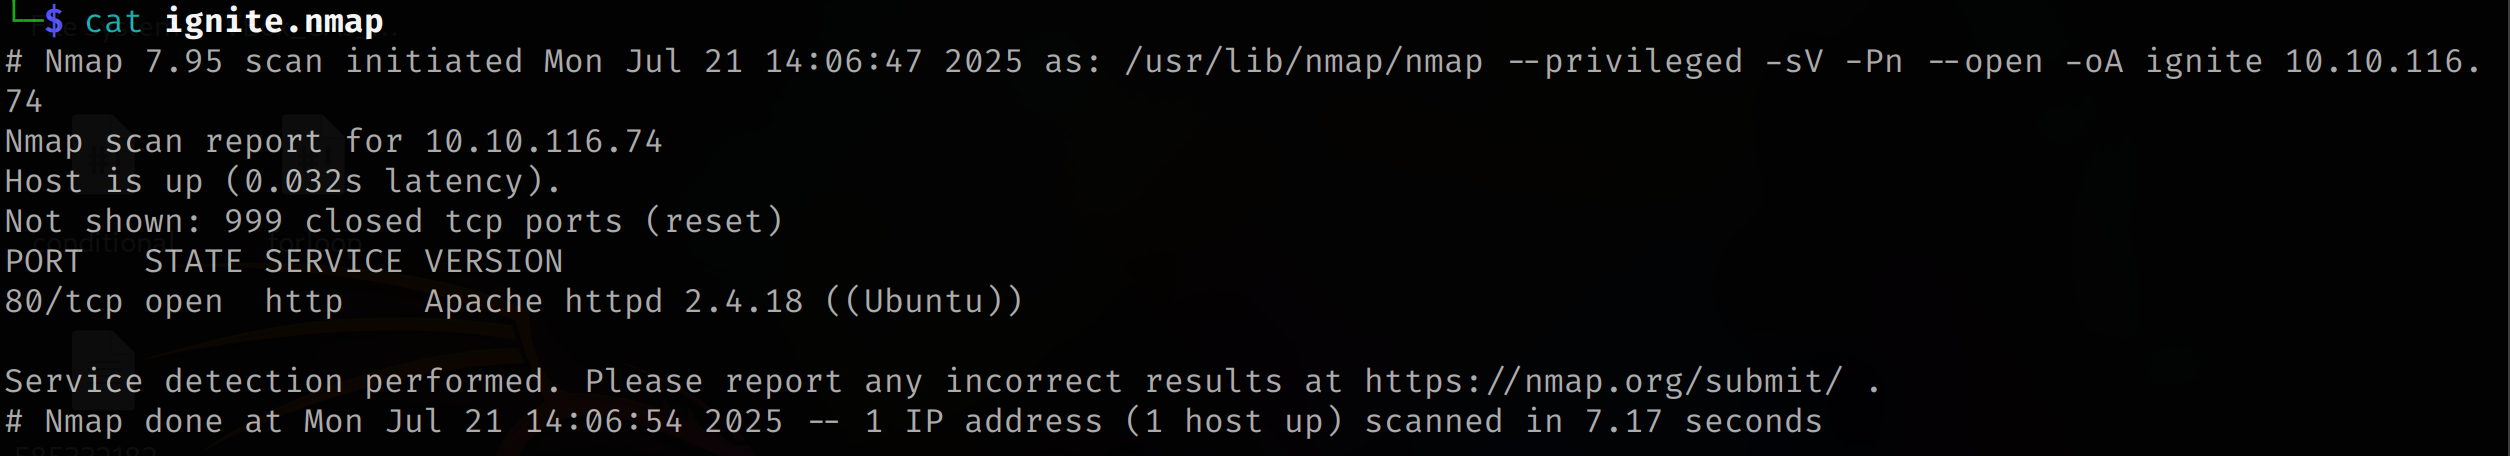 └─$ cat ignite.nmap
# Nmap 7.95 scan initiated Mon Jul 21 14:06:47 2025 as: /usr/lib/nmap/nmap --privileged -sV -Pn --open -oA ignite 10.10.116.
74
Nmap scan report for 10.10.116.74
Host is up (0.032s latency).
Not shown: 999 closed tcp ports (reset)
PORT   STATE SERVICE VERSION
80/tcp open  http    Apache httpd 2.4.18 ((Ubuntu))
Service detection performed. Please report any incorrect results at https://nmap.org/submit/ .
# Nmap done at Mon Jul 21 14:06:54 2025 -- 1 IP address (1 host up) scanned in 7.17 seconds